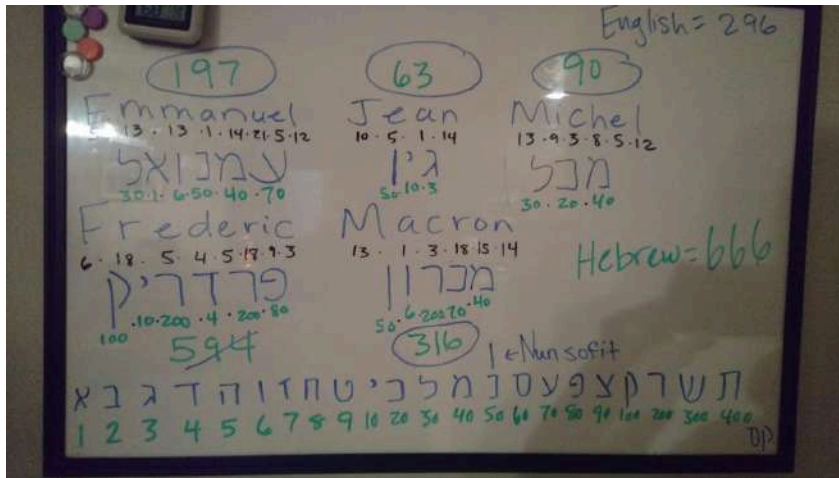 English = 296
197 63 90
Emmanuel Jean Michel
13 · 13 · 1 · 14 · 21 · 5 · 12 10 · 5 · 1 · 14 13 · 9 · 3 · 8 · 5 · 12
עמנואל ג'ין מכל
30 · 1 · 6 · 50 · 40 · 70 50 · 10 · 3 30 · 20 · 40
Frederic Macron
6 · 18 · 5 · 4 · 5 · 18 · 9 · 3 13 · 1 · 3 · 18 · 15 · 14
Hebrew = 666
פרדריק מכרון
100 · 10 · 200 · 4 · 200 · 80 50 · 6 · 200 20 · 40
594 316 ן ← Nun sofit
א ב ג ד ה ו ז ח ט י כ ל מ נ ס ע פ צ ק ר ש ת
1 2 3 4 5 6 7 8 9 10 20 30 40 50 60 70 80 90 100 200 300 400